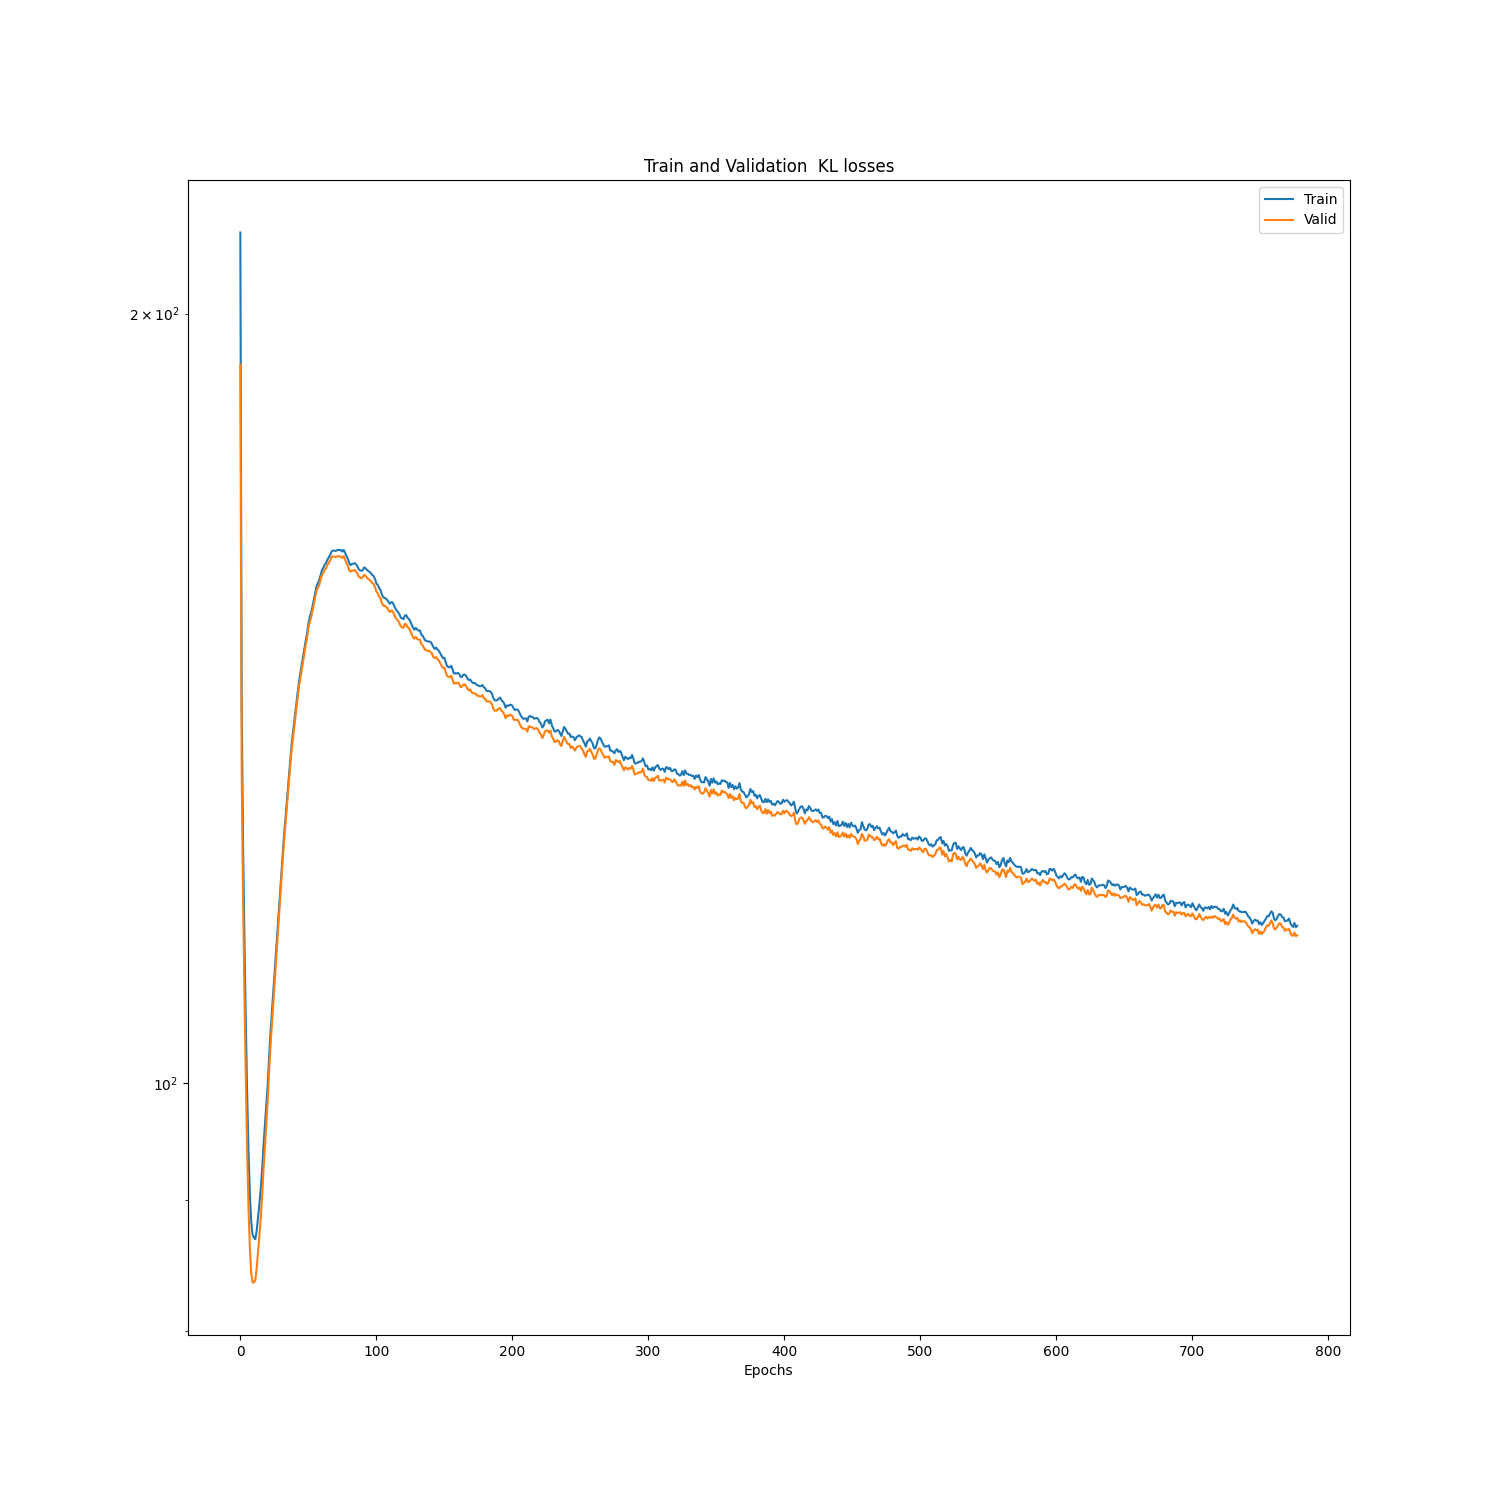 Train and Validation  KL losses
Train
Valid
2 × 10²
10²
0 100 200 300 400 500 600 700 800
Epochs